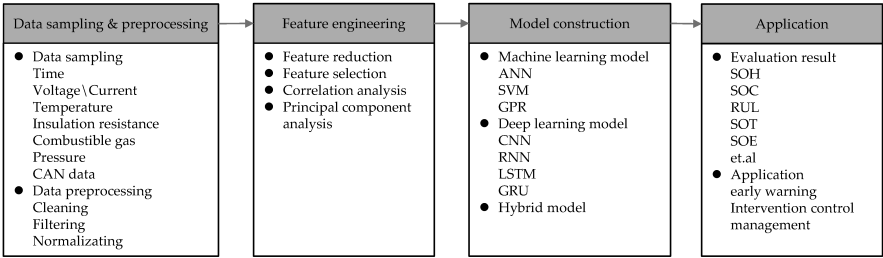 Data sampling & preprocessing
● Data sampling
Time
Voltage\Current
Temperature
Insulation resistance
Combustible gas
Pressure
CAN data
● Data preprocessing
Cleaning
Filtering
Normalizating
Feature engineering
● Feature reduction
● Feature selection
● Correlation analysis
● Principal component
analysis
Model construction
● Machine learning model
ANN
SVM
GPR
● Deep learning model
CNN
RNN
LSTM
GRU
● Hybrid model
Application
● Evaluation result
SOH
SOC
RUL
SOT
SOE
et.al
● Application
early warning
Intervention control
management